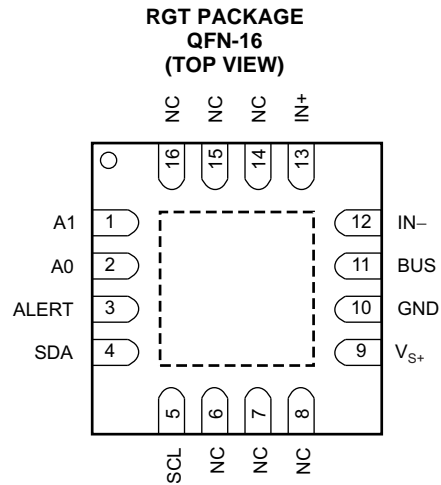 RGT PACKAGE
QFN-16
(TOP VIEW)
NC NC NC IN+
16 15 14 13
A1 1 12 IN–
A0 2 11 BUS
ALERT 3 10 GND
SDA 4 9 VS+
5 6 7 8
SCL NC NC NC